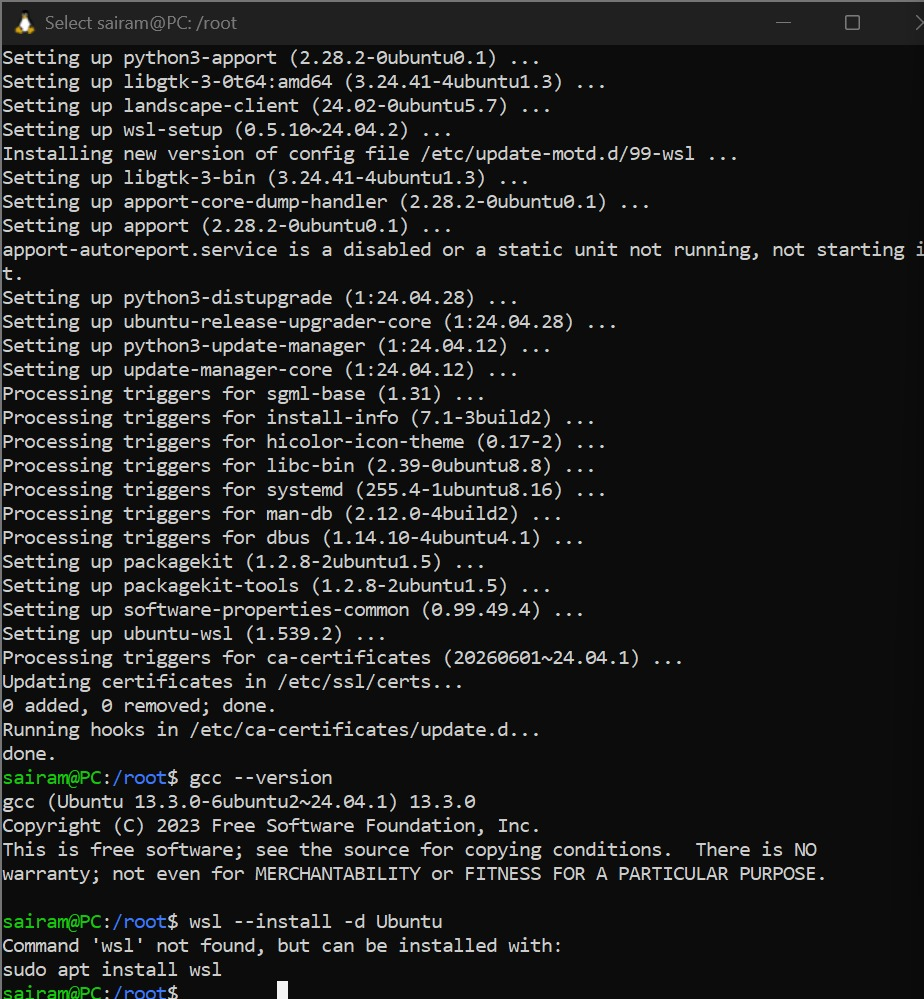 Select sairam@PC: /root
Setting up python3-apport (2.28.2-0ubuntu0.1) ...
Setting up libgtk-3-0t64:amd64 (3.24.41-4ubuntu1.3) ...
Setting up landscape-client (24.02-0ubuntu5.7) ...
Setting up wsl-setup (0.5.10~24.04.2) ...
Installing new version of config file /etc/update-motd.d/99-wsl ...
Setting up libgtk-3-bin (3.24.41-4ubuntu1.3) ...
Setting up apport-core-dump-handler (2.28.2-0ubuntu0.1) ...
Setting up apport (2.28.2-0ubuntu0.1) ...
apport-autoreport.service is a disabled or a static unit not running, not starting i
t.
Setting up python3-distupgrade (1:24.04.28) ...
Setting up ubuntu-release-upgrader-core (1:24.04.28) ...
Setting up python3-update-manager (1:24.04.12) ...
Setting up update-manager-core (1:24.04.12) ...
Processing triggers for sgml-base (1.31) ...
Processing triggers for install-info (7.1-3build2) ...
Processing triggers for hicolor-icon-theme (0.17-2) ...
Processing triggers for libc-bin (2.39-0ubuntu8.8) ...
Processing triggers for systemd (255.4-1ubuntu8.16) ...
Processing triggers for man-db (2.12.0-4build2) ...
Processing triggers for dbus (1.14.10-4ubuntu4.1) ...
Setting up packagekit (1.2.8-2ubuntu1.5) ...
Setting up packagekit-tools (1.2.8-2ubuntu1.5) ...
Setting up software-properties-common (0.99.49.4) ...
Setting up ubuntu-wsl (1.539.2) ...
Processing triggers for ca-certificates (20260601~24.04.1) ...
Updating certificates in /etc/ssl/certs...
0 added, 0 removed; done.
Running hooks in /etc/ca-certificates/update.d...
done.
sairam@PC:/root$ gcc --version
gcc (Ubuntu 13.3.0-6ubuntu2~24.04.1) 13.3.0
Copyright (C) 2023 Free Software Foundation, Inc.
This is free software; see the source for copying conditions.  There is NO
warranty; not even for MERCHANTABILITY or FITNESS FOR A PARTICULAR PURPOSE.
sairam@PC:/root$ wsl --install -d Ubuntu
Command 'wsl' not found, but can be installed with:
sudo apt install wsl
sairam@PC:/root$